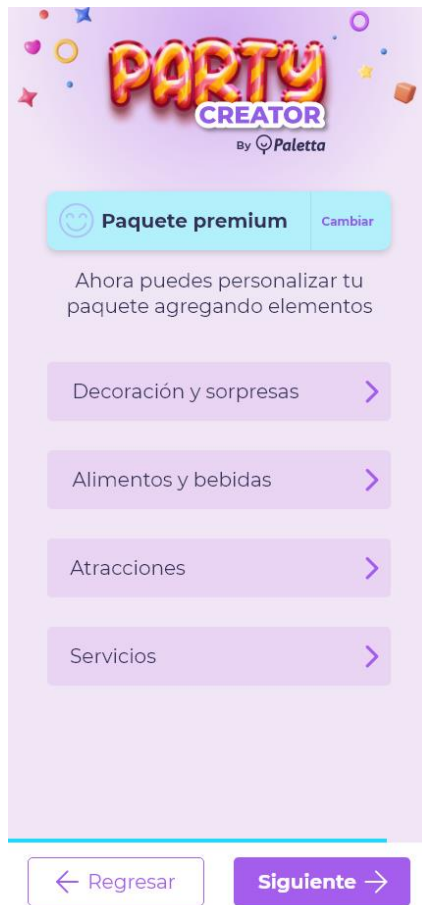 PARTY
CREATOR
By Paletta
Paquete premium
Cambiar
Ahora puedes personalizar tu
paquete agregando elementos
Decoración y sorpresas
Alimentos y bebidas
Atracciones
Servicios
Regresar
Siguiente